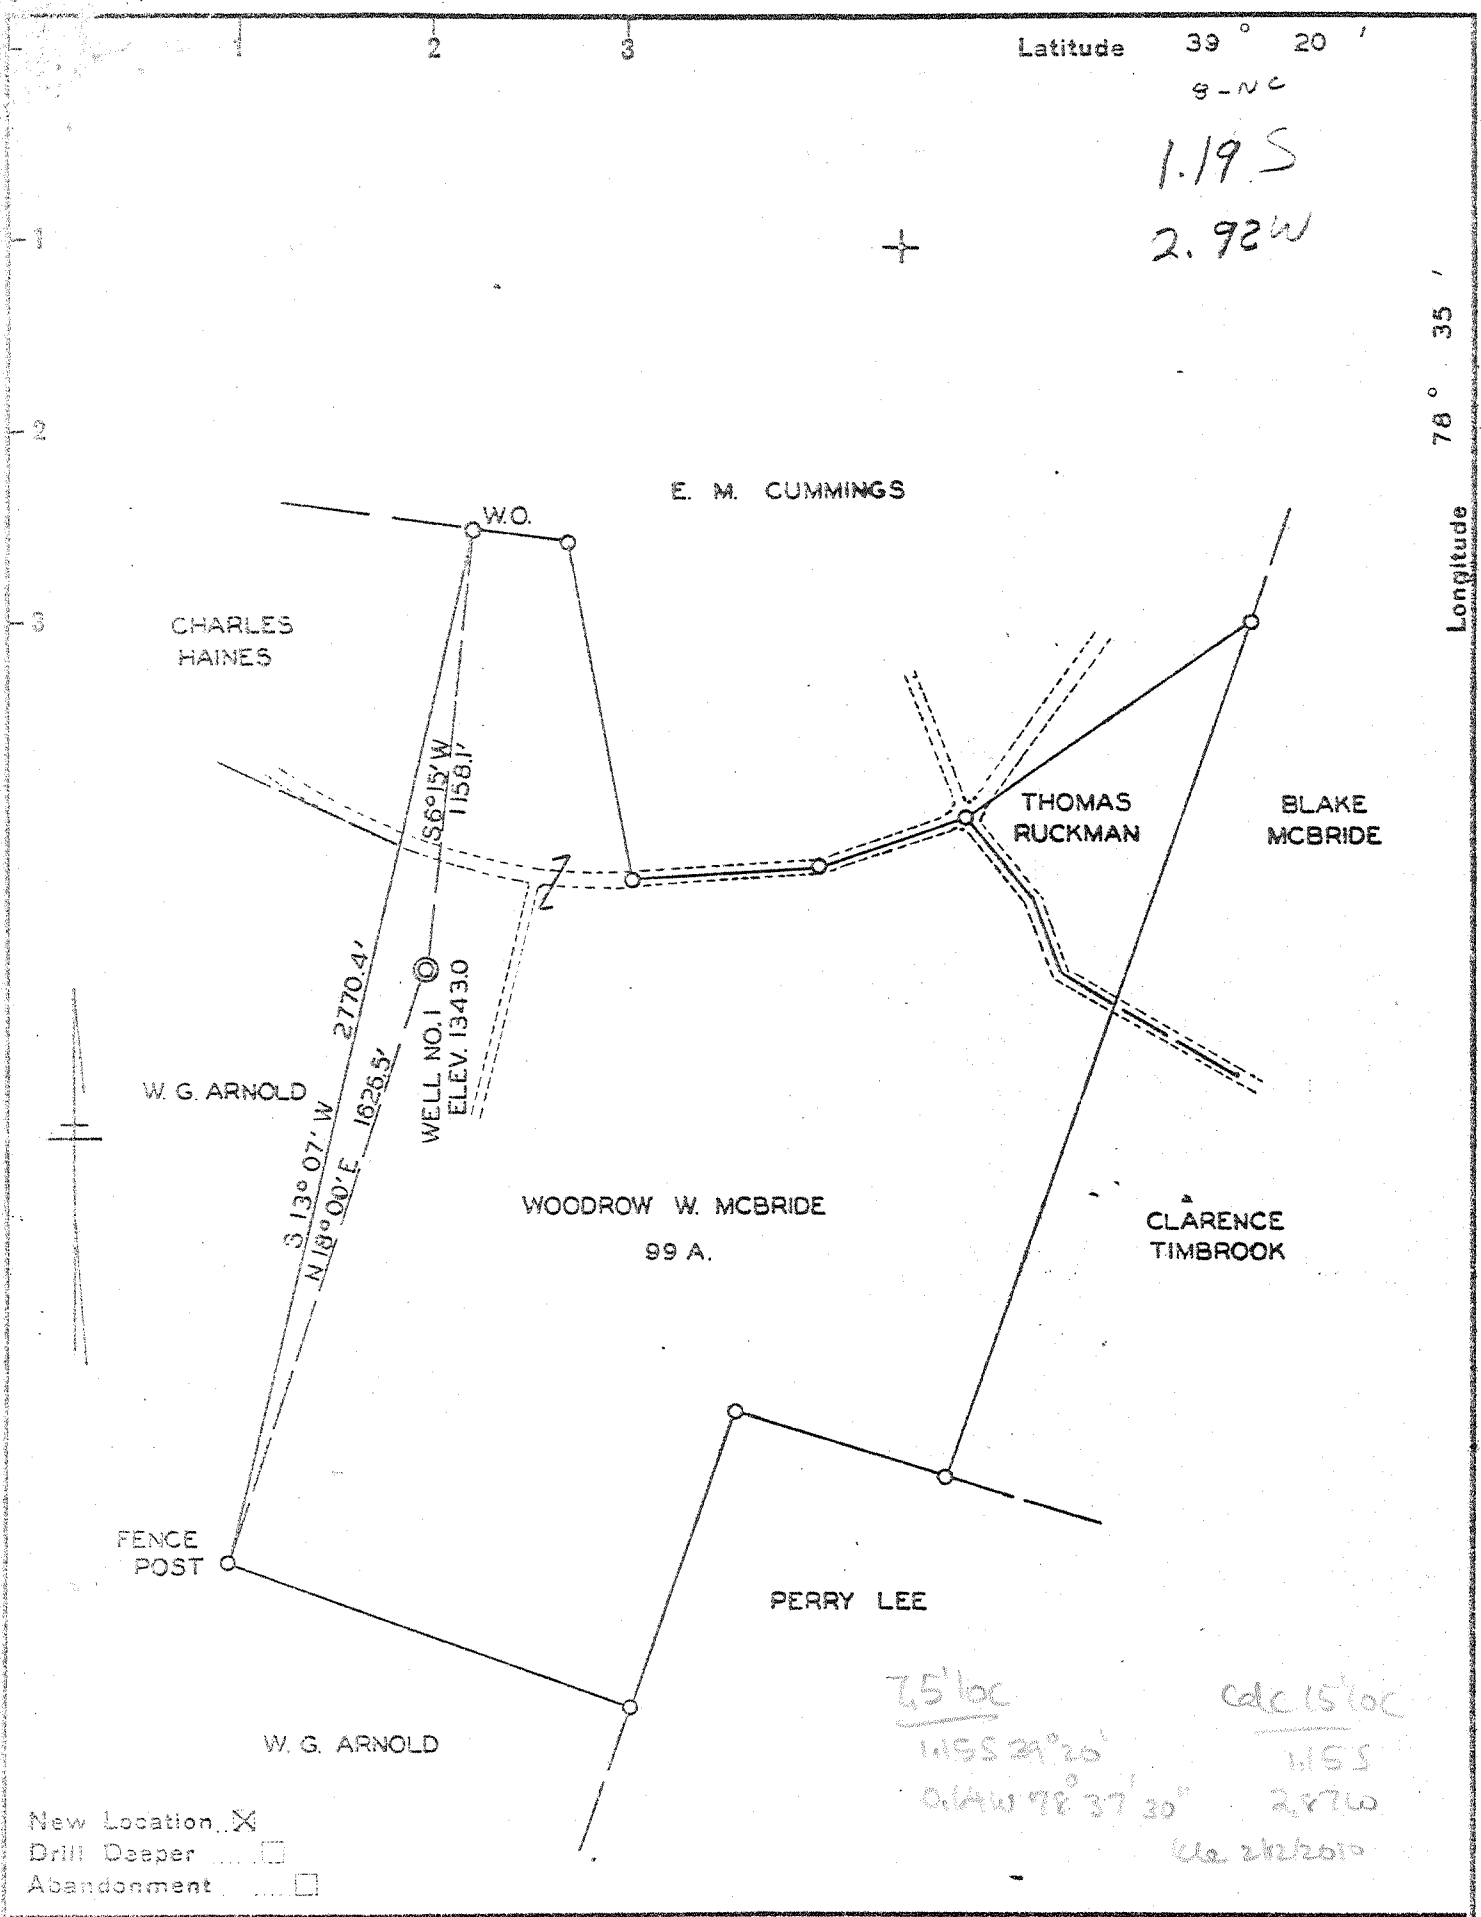 1 2 3
Latitude 39° 20'
8-NC
1.19 S
2.92 W
1
2
3
78° 35'
Longitude
E. M. CUMMINGS
W.O.
CHARLES
HAINES
S 6° 15' W
1158.1'
THOMAS
RUCKMAN
BLAKE
MCBRIDE
2770.4'
S 13° 07' W
N 18° 00' E 1626.5'
WELL NO. 1
ELEV. 1343.0
W. G. ARNOLD
WOODROW W. MCBRIDE
99 A.
CLARENCE
TIMBROOK
FENCE
POST
PERRY LEE
W. G. ARNOLD
7.5' loc
1.15 S 39° 20'
78° 37' 30"
Calc 15' loc
1.15 S
2.87 W
New Location X
Drill Deeper
Abandonment